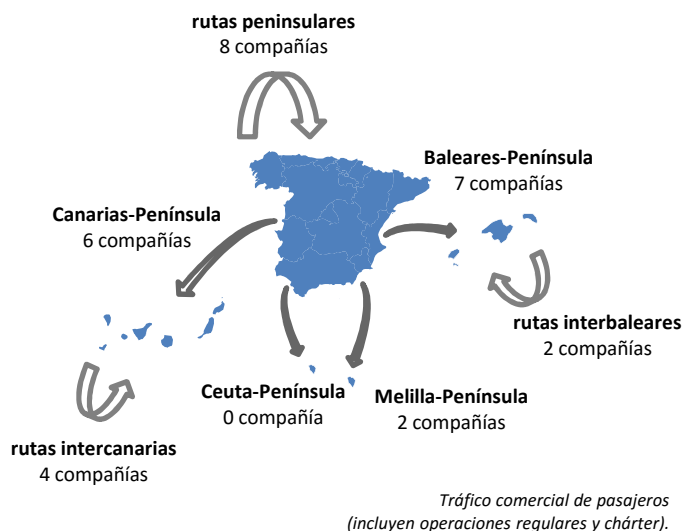 rutas peninsulares
8 compañías
Baleares-Península
7 compañías
Canarias-Península
6 compañías
rutas interbaleares
2 compañías
Ceuta-Península
0 compañía
Melilla-Península
2 compañías
rutas intercanarias
4 compañías
Tráfico comercial de pasajeros
(incluyen operaciones regulares y chárter).